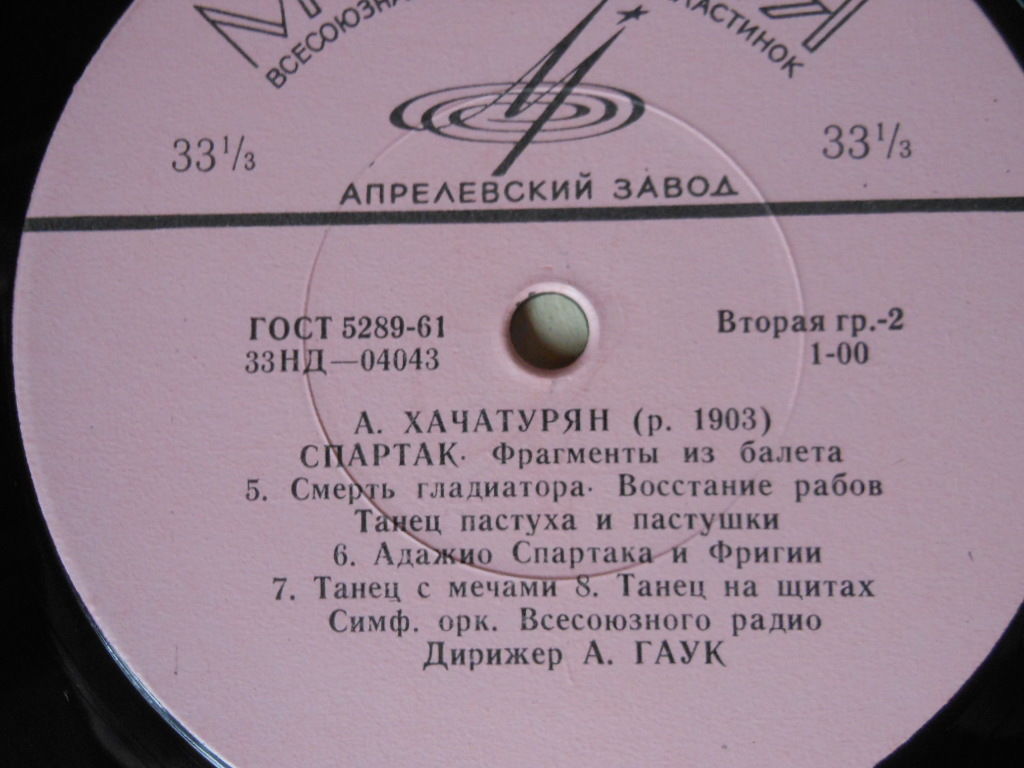 ВСЕСОЮЗНА
ЛАСТИНОК
33⅓
33⅓
АПРЕЛЕВСКИЙ ЗАВОД
ГОСТ 5289-61
33НД—04043
Вторая гр.-2
1-00
А. ХАЧАТУРЯН (р. 1903)
СПАРТАК· Фрагменты из балета
5. Смерть гладиатора· Восстание рабов
Танец пастуха и пастушки
6. Адажио Спартака и Фригии
7. Танец с мечами 8. Танец на щитах
Симф. орк. Всесоюзного радио
Дирижер А. ГАУК